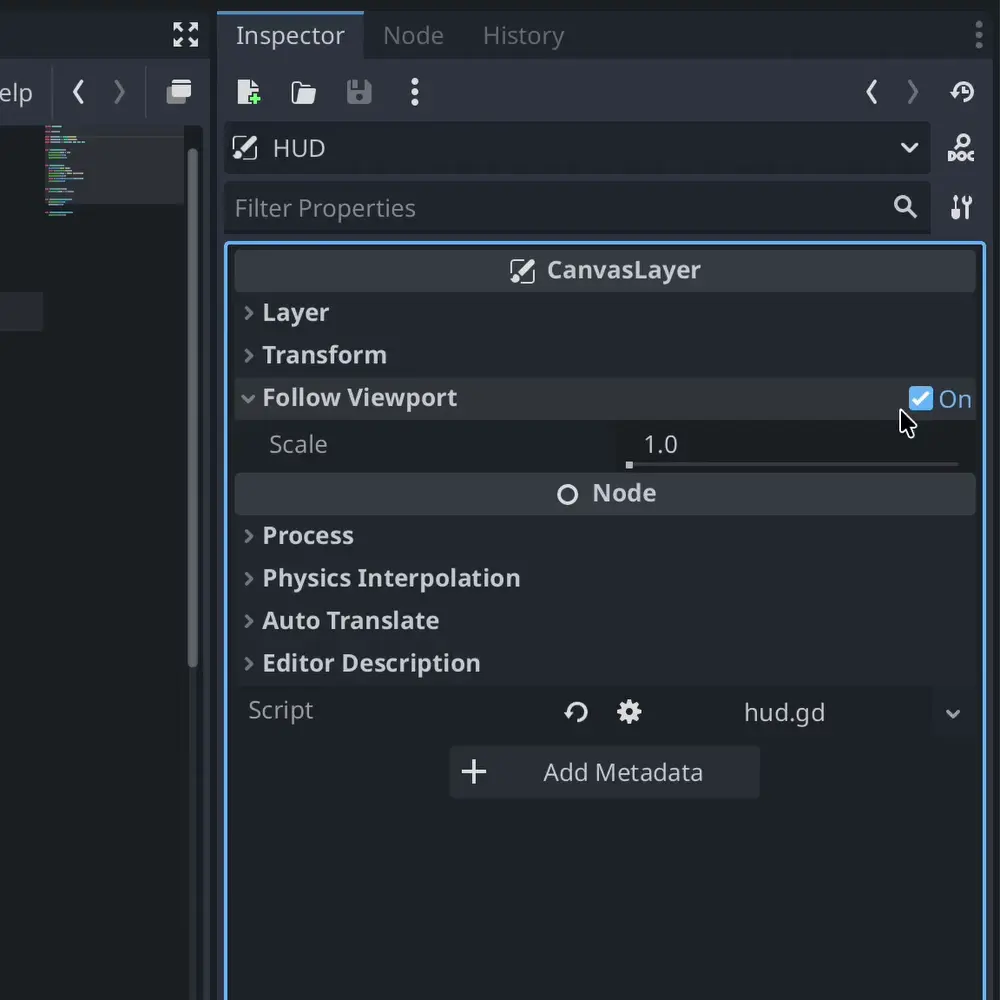 Inspector Node History
elp
HUD
DOC
Filter Properties
CanvasLayer
Layer
Transform
Follow Viewport On
Scale 1.0
Node
Process
Physics Interpolation
Auto Translate
Editor Description
Script hud.gd
Add Metadata